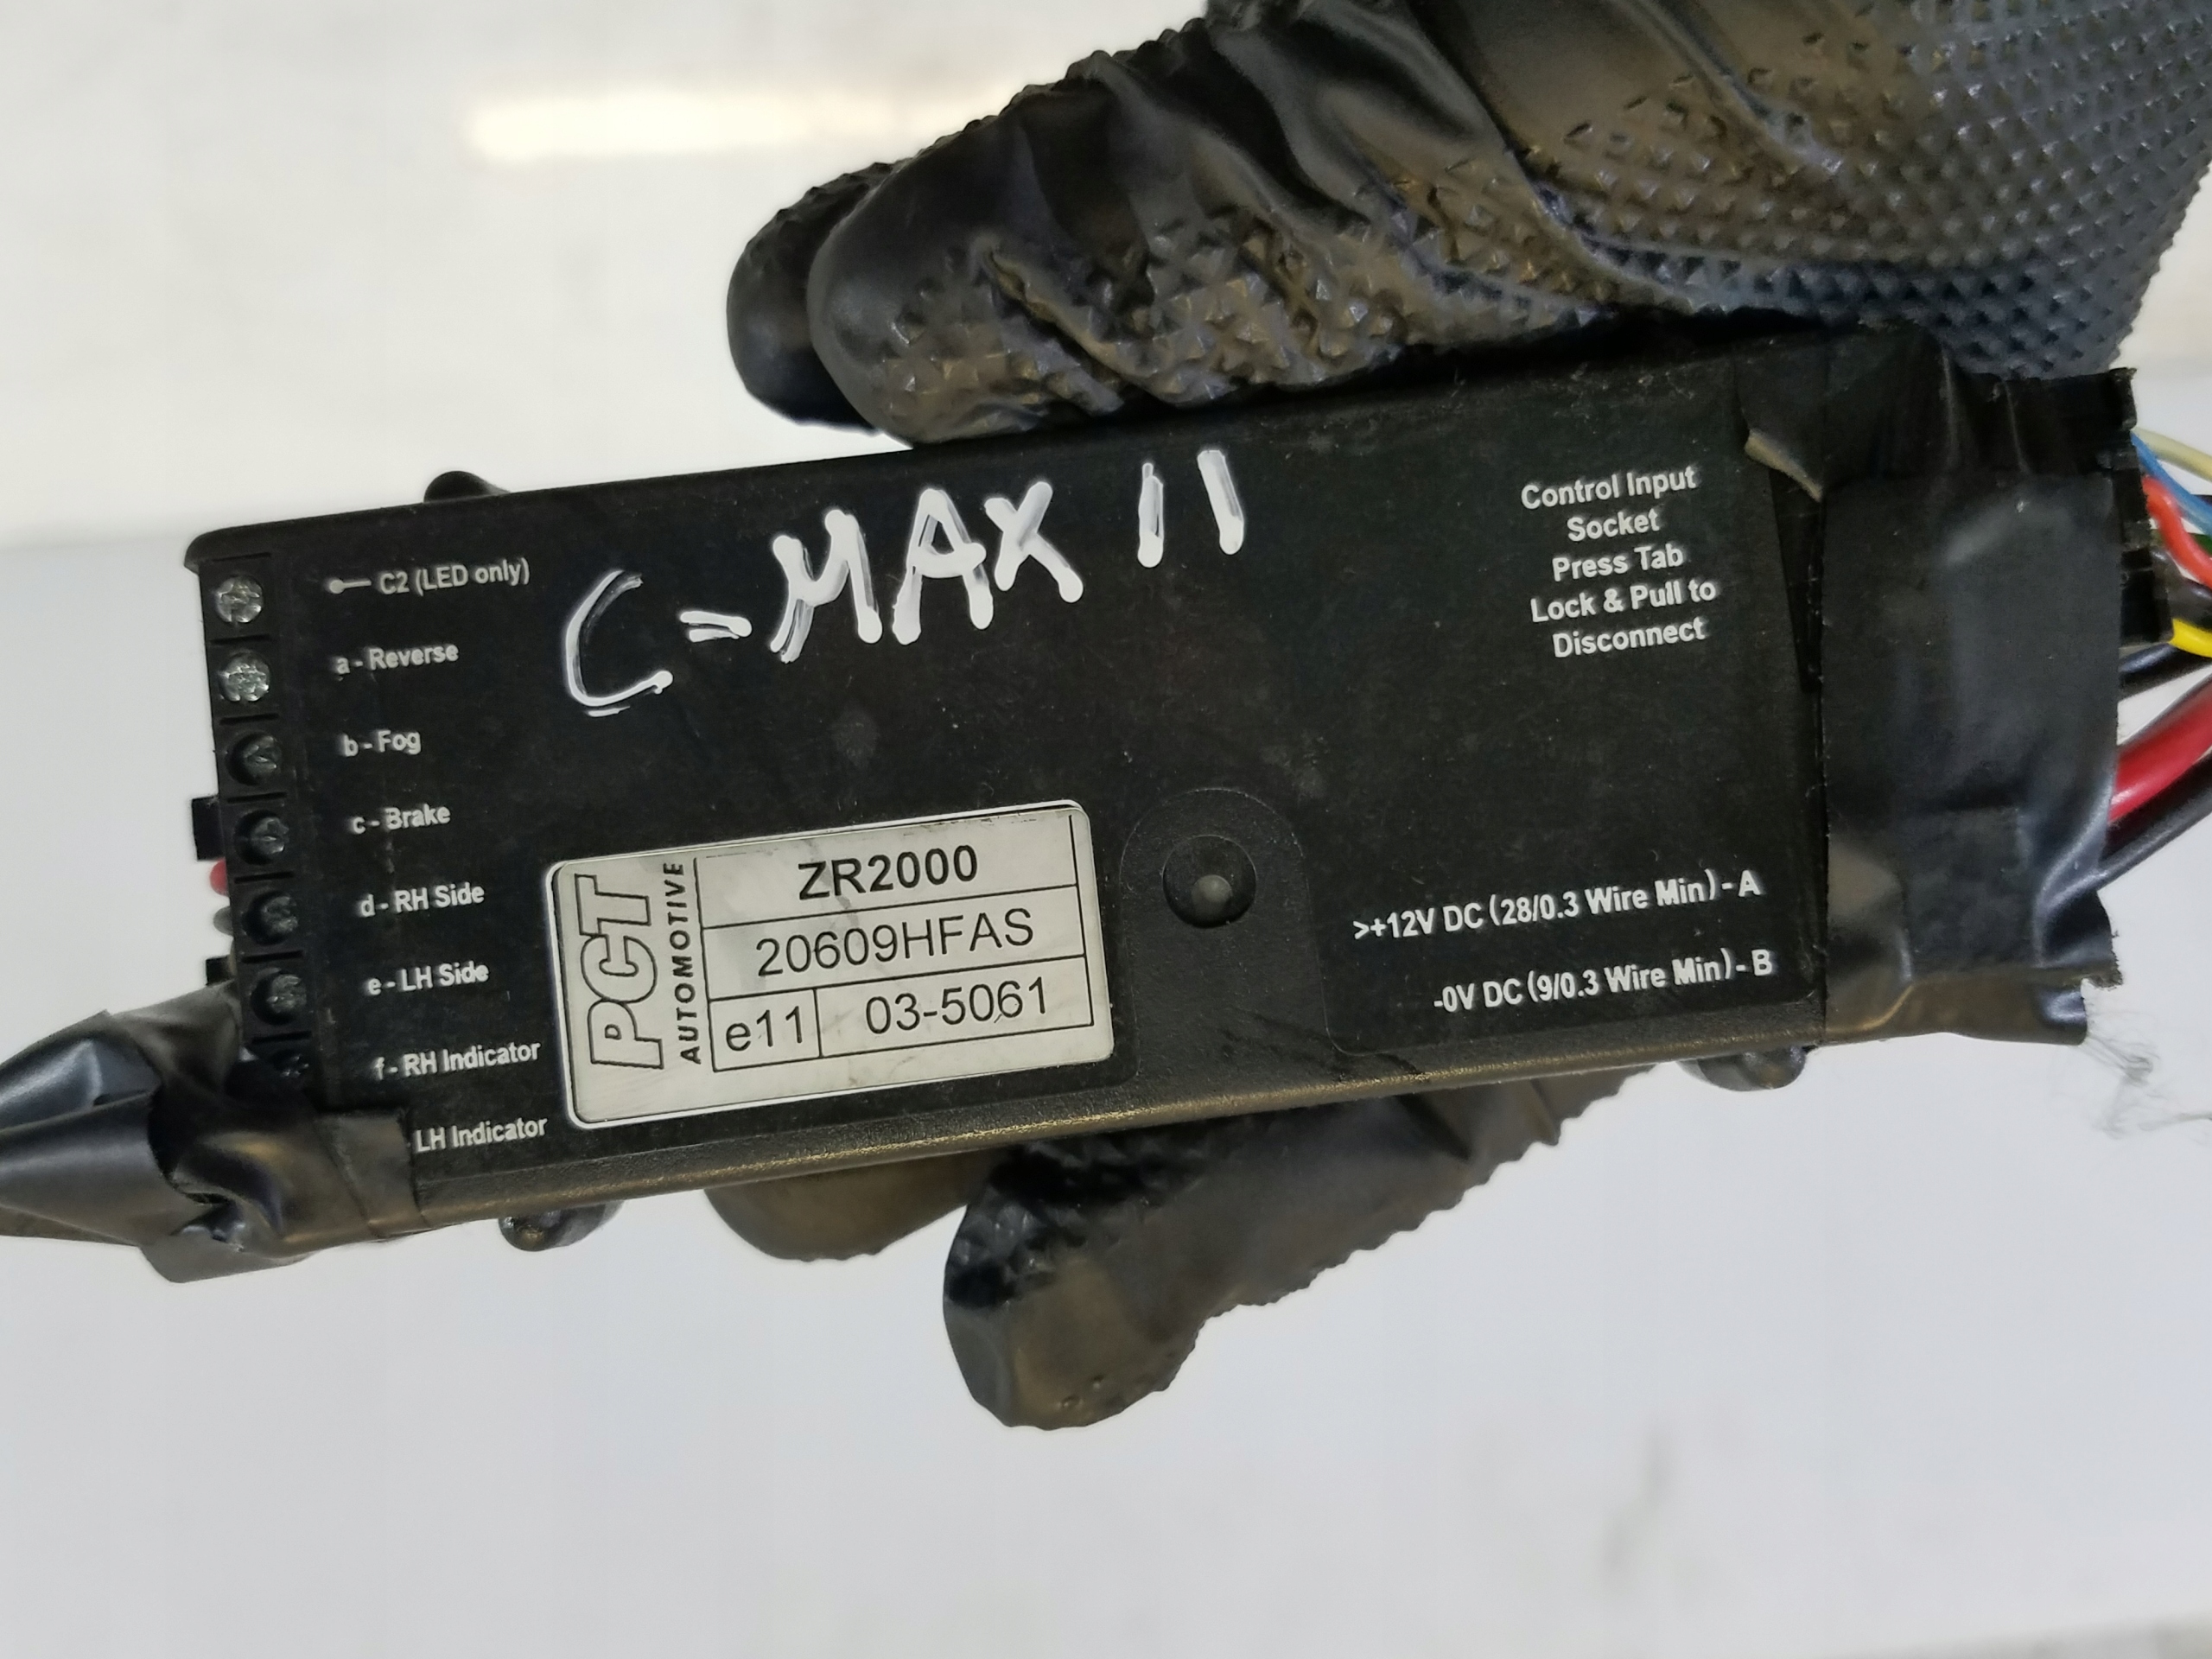 C-MAX II
C2 (LED only)
a - Reverse
b - Fog
c - Brake
d - RH Side
e - LH Side
f - RH Indicator
LH Indicator
PCT
AUTOMOTIVE
ZR2000
20609HFAS
e11 03-5061
Control Input
Socket
Press Tab
Lock & Pull to
Disconnect
>+12V DC (28/0.3 Wire Min) - A
-0V DC (9/0.3 Wire Min) - B